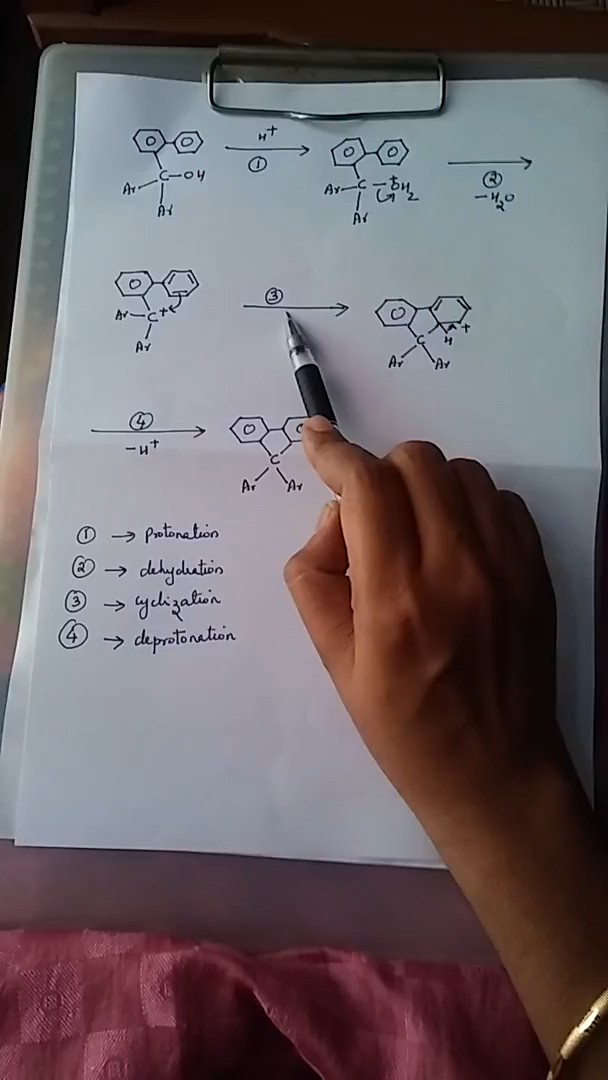 H⁺
①
C–OH
Ar
Ar
Ar–C–O⁺H₂
Ar
②
-H₂O
③
Ar–C⁺
Ar
C
H
+
Ar Ar
④
-H⁺
C
Ar Ar
① → protonation
② → dehydration
③ → cyclization
④ → deprotonation